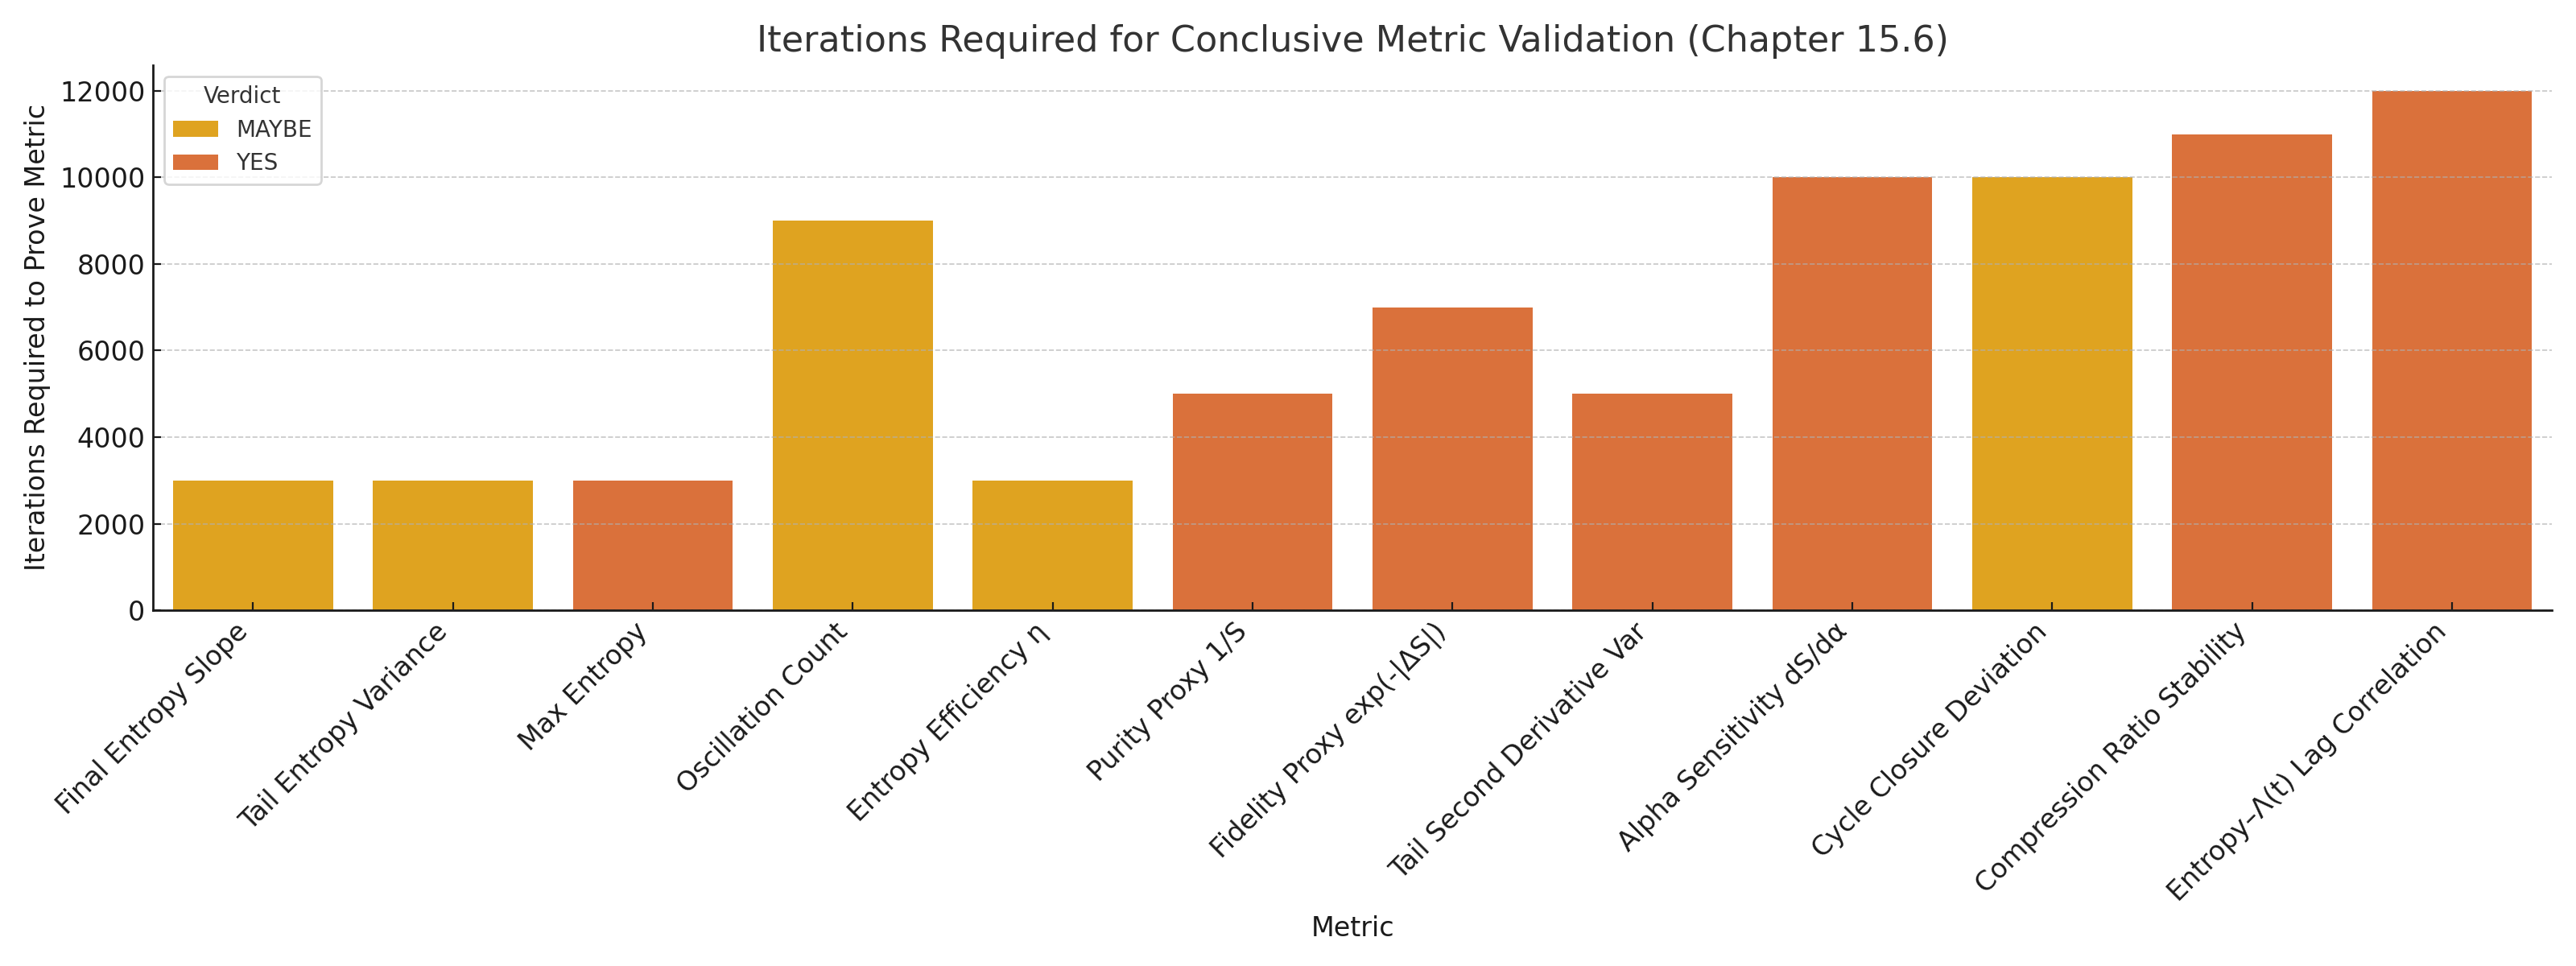 Iterations Required for Conclusive Metric Validation (Chapter 15.6)
Iterations Required to Prove Metric
12000
10000
8000
6000
4000
2000
0
Verdict
MAYBE
YES
Final Entropy Slope
Tail Entropy Variance
Max Entropy
Oscillation Count
Entropy Efficiency η
Purity Proxy 1/S
Fidelity Proxy exp(-|ΔS|)
Tail Second Derivative Var
Alpha Sensitivity dS/dα
Cycle Closure Deviation
Compression Ratio Stability
Entropy–Λ(t) Lag Correlation
Metric